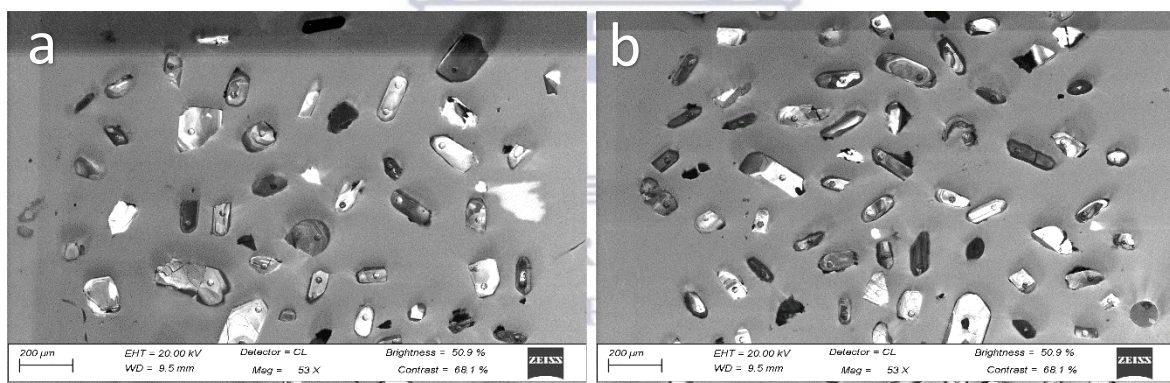 a
b
200 µm
EHT = 20.00 kV
WD = 9.5 mm
Detector = CL
Mag = 53 X
Brightness = 50.9 %
Contrast = 68.1 %
ZEISS
200 µm
EHT = 20.00 kV
WD = 9.5 mm
Detector = CL
Mag = 53 X
Brightness = 50.9 %
Contrast = 68.1 %
ZEISS